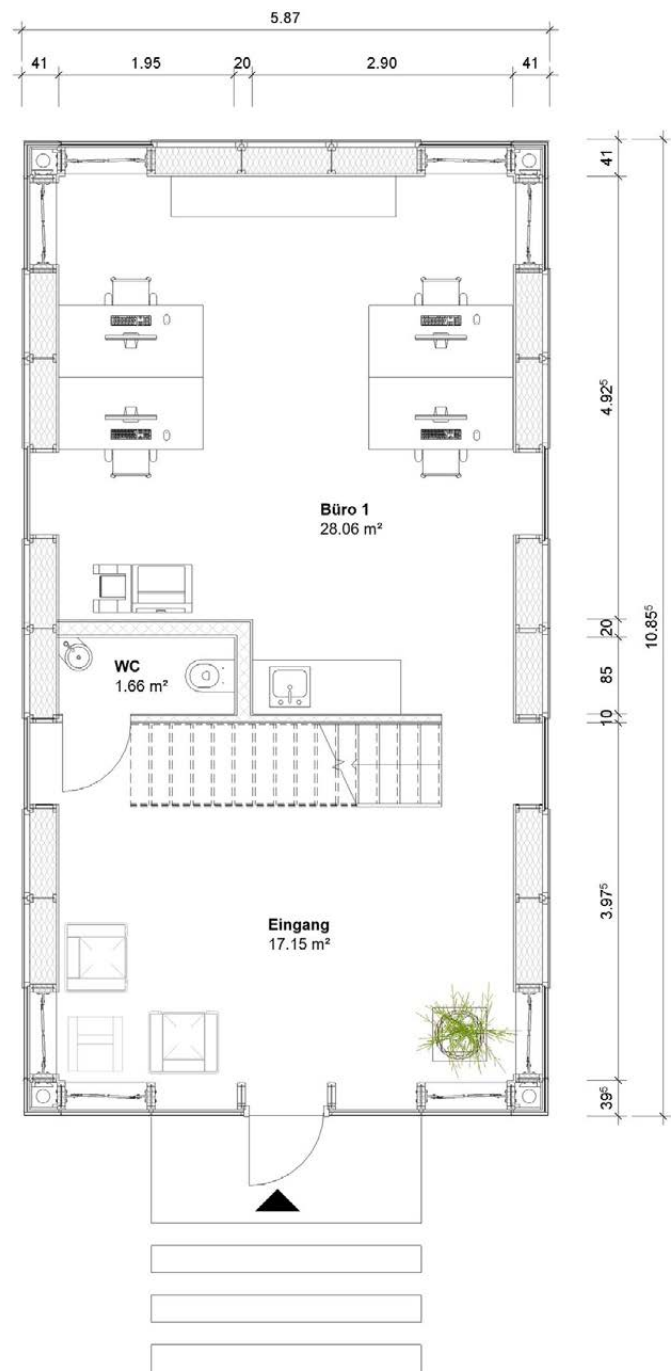 5.87
41 1.95 20 2.90 41
41
4.92⁵
Büro 1
28.06 m²
20
10.85⁵
WC
1.66 m²
85
10
3.97⁵
Eingang
17.15 m²
39⁵